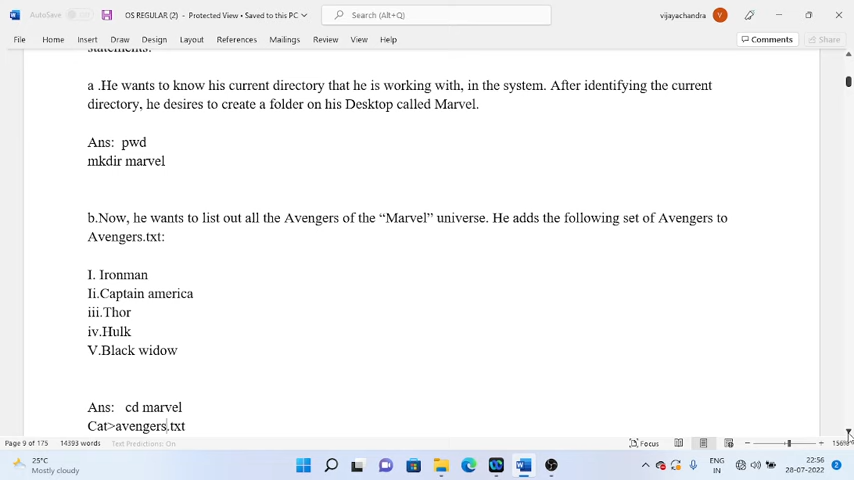 AutoSave Off OS REGULAR (2) - Protected View • Saved to this PC Search (Alt+Q) vijayachandra V
File Home Insert Draw Design Layout References Mailings Review View Help Comments Share
statements.
a .He wants to know his current directory that he is working with, in the system. After identifying the current
directory, he desires to create a folder on his Desktop called Marvel.
Ans: pwd
mkdir marvel
b.Now, he wants to list out all the Avengers of the “Marvel” universe. He adds the following set of Avengers to
Avengers.txt:
I. Ironman
Ii.Captain america
iii.Thor
iv.Hulk
V.Black widow
Ans: cd marvel
Cat>avengers.txt
Page 9 of 175 14393 words Text Predictions: On Focus 156%
25°C
Mostly cloudy
ENG
IN
22:56
28-07-2022
2